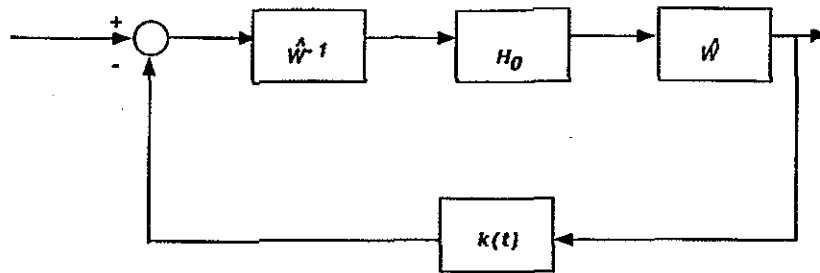 +
-
Ŵ⁻¹
H₀
Ŵ
k(t)